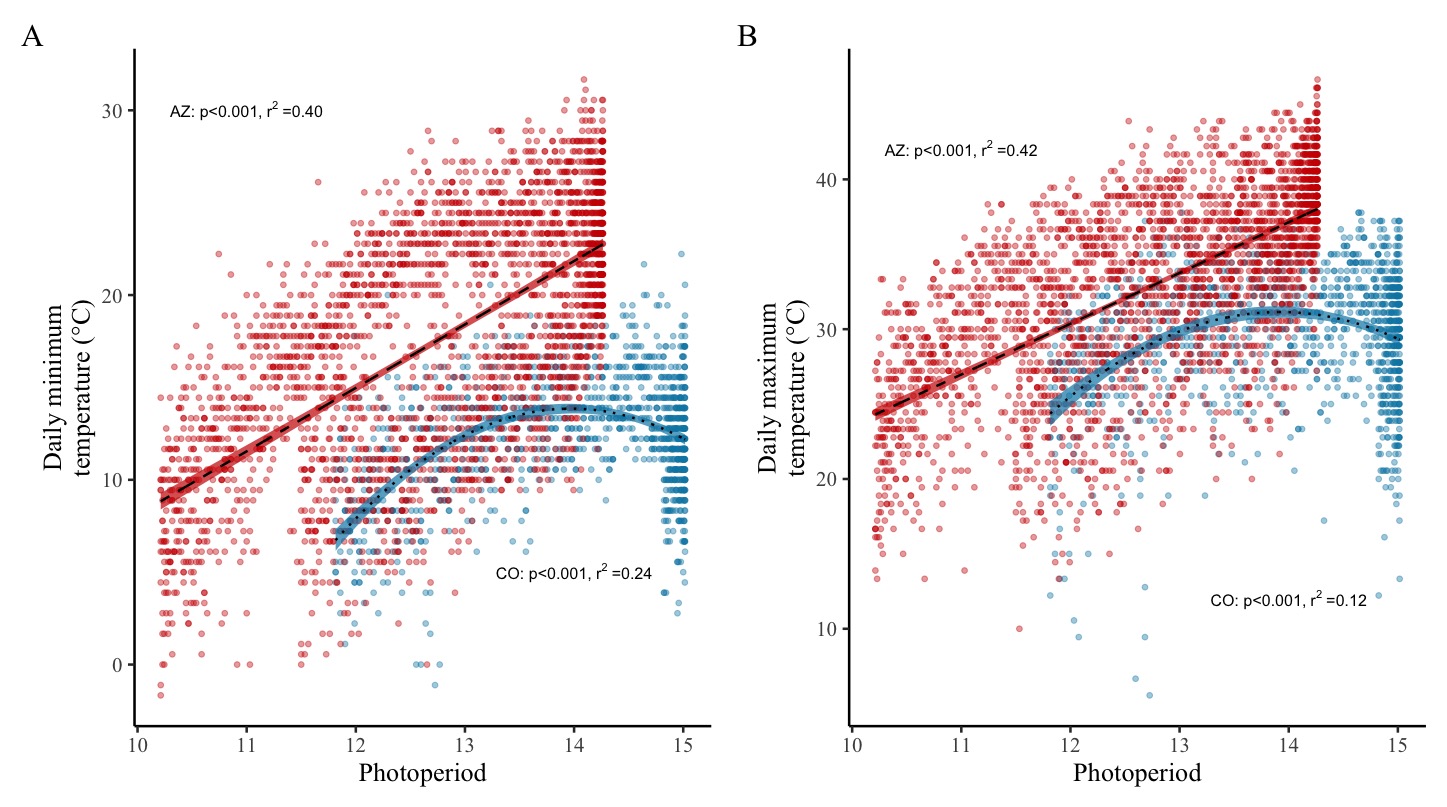 A
AZ: p<0.001, r² =0.40
CO: p<0.001, r² =0.24
Daily minimum
temperature (°C)
30
20
10
0
10 11 12 13 14 15
Photoperiod
B
AZ: p<0.001, r² =0.42
CO: p<0.001, r² =0.12
Daily maximum
temperature (°C)
40
30
20
10
10 11 12 13 14 15
Photoperiod